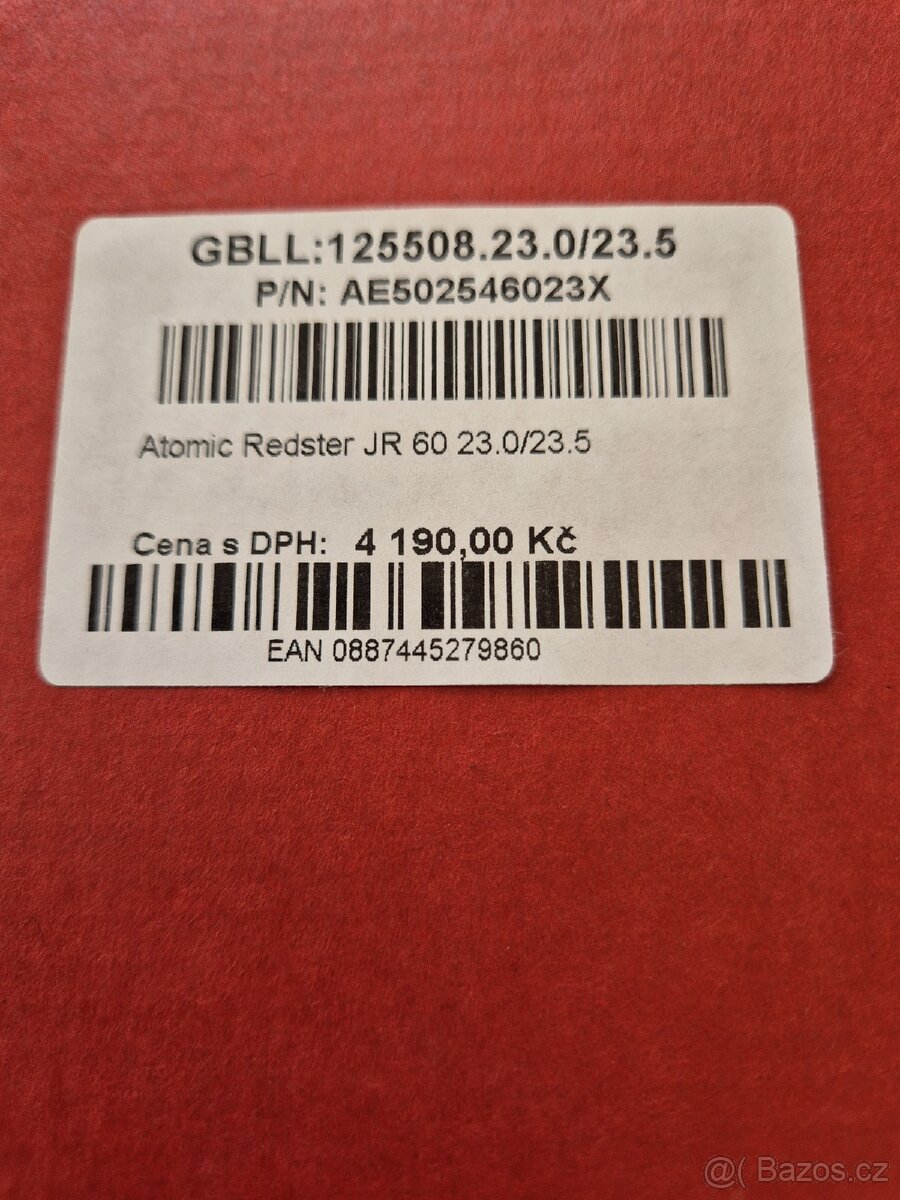 GBLL:125508.23.0/23.5
P/N: AE502546023X
Atomic Redster JR 60 23.0/23.5
Cena s DPH: 4 190,00 Kč
EAN 0887445279860
@( Bazos.cz